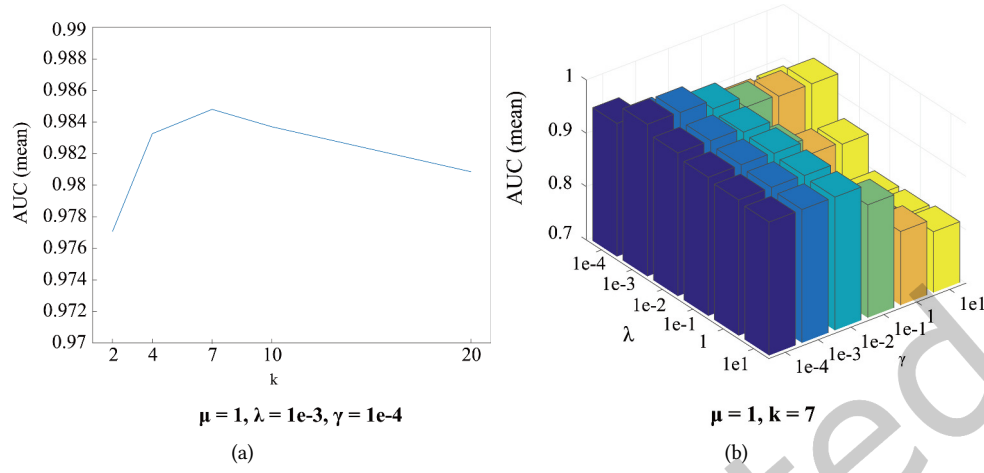 0.99
0.988
0.986
0.984
0.982
0.98
0.978
0.976
0.974
0.972
0.97
AUC (mean)
2 4 7 10 20
k
μ = 1, λ = 1e-3, γ = 1e-4
(a)
1
0.9
0.8
0.7
AUC (mean)
1e-4
1e-3
1e-2
1e-1
1
1e1
λ
1e-4
1e-3
1e-2
1e-1
1
1e1
γ
μ = 1, k = 7
(b)
ted